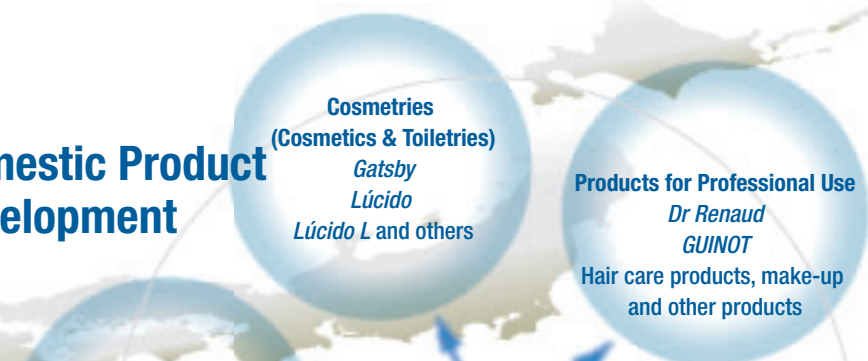 mestic Product
elopment
Cosmetries
(Cosmetics & Toiletries)
Gatsby
Lúcido
Lúcido L and others
Products for Professional Use
Dr Renaud
GUINOT
Hair care products, make-up
and other products